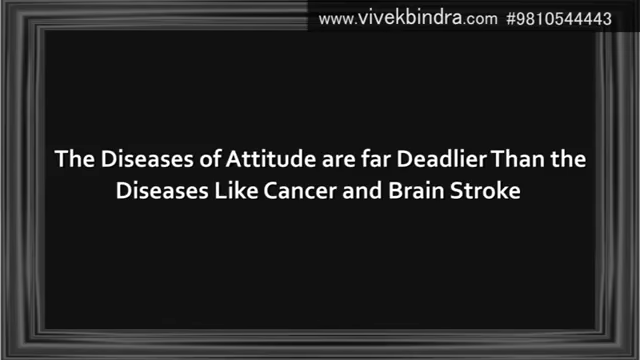 www.vivekbindra.com #9810544443
The Diseases of Attitude are far Deadlier Than the
Diseases Like Cancer and Brain Stroke